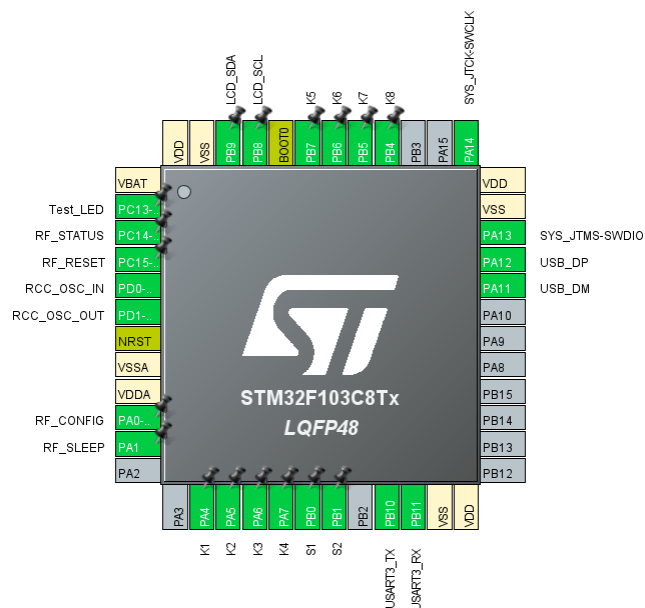 LCD_SDA
LCD_SCL
K5
K6
K7
K8
SYS_JTCK-SWCLK
VDD
VSS
PB9
PB8
BOOT0
PB7
PB6
PB5
PB4
PB3
PA15
PA14
VBAT
VDD
Test_LED PC13-..
VSS
RF_STATUS PC14-..
PA13 SYS_JTMS-SWDIO
RF_RESET PC15-..
PA12 USB_DP
RCC_OSC_IN PD0-..
PA11 USB_DM
RCC_OSC_OUT PD1-..
PA10
NRST
PA9
VSSA
PA8
VDDA
PB15
RF_CONFIG PA0-..
PB14
RF_SLEEP PA1
PB13
PA2
PB12
ST
STM32F103C8Tx
LQFP48
PA3
PA4
PA5
PA6
PA7
PB0
PB1
PB2
PB10
PB11
VSS
VDD
K1
K2
K3
K4
S1
S2
USART3_TX
USART3_RX